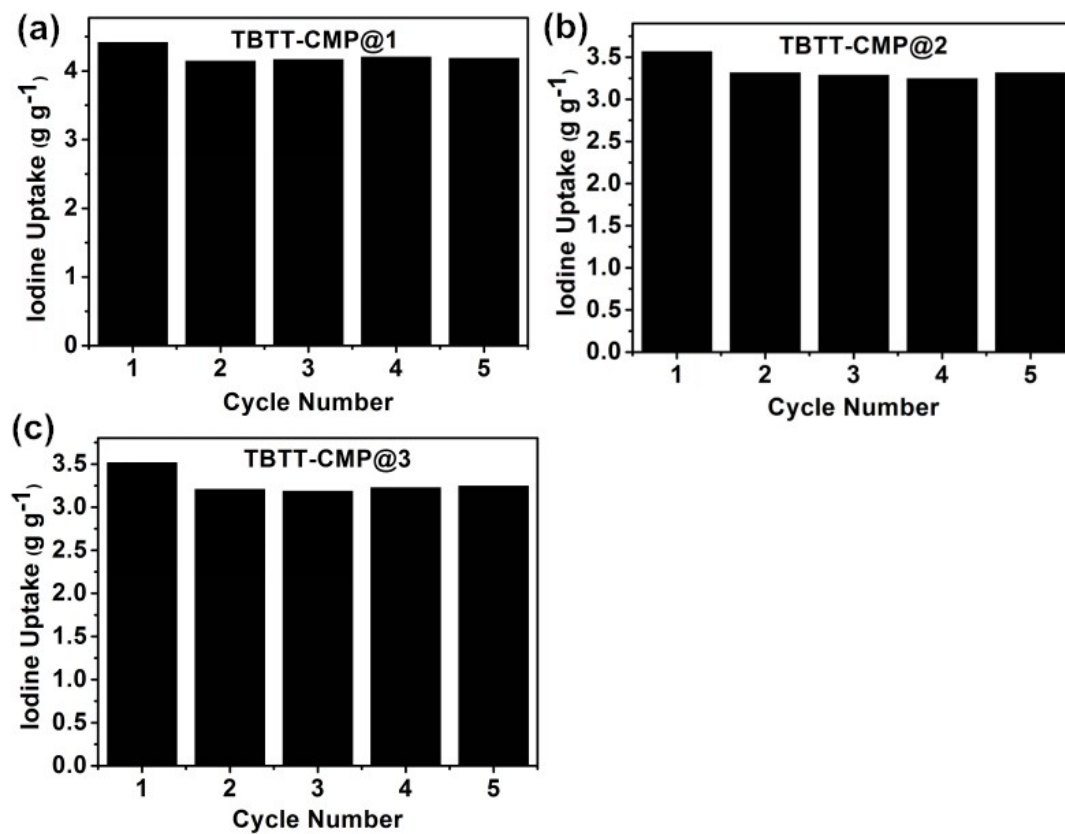 (a)
TBTT-CMP@1
Iodine Uptake (g g⁻¹)
4
4
2
1
0
1 2 3 4 5
Cycle Number
(b)
TBTT-CMP@2
Iodine Uptake (g g⁻¹)
3.5
3.0
2.5
2.0
1.5
1.0
0.5
0.0
1 2 3 4 5
Cycle Number
(c)
TBTT-CMP@3
Iodine Uptake (g g⁻¹)
3.5
3.0
2.5
2.0
1.5
1.0
0.5
0.0
1 2 3 4 5
Cycle Number